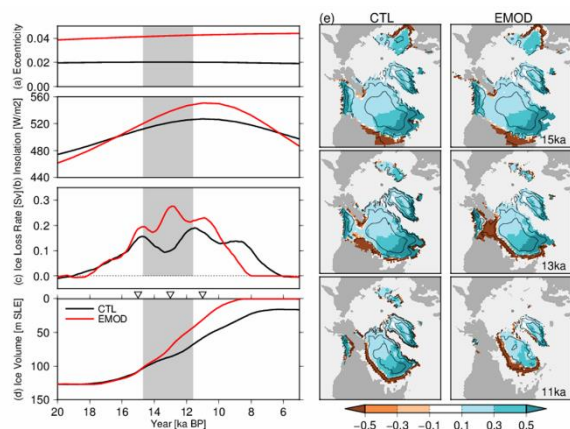 (e) CTL EMOD
(a) Eccentricity
0.04
0.02
0.00
(b) Insolation [W/m2]
560
520
480
440
15ka
(c) Ice Loss Rate [Sv]
0.3
0.2
0.1
0.0
13ka
(d) Ice Volume [m SLE]
0
50
100
150
CTL
EMOD
11ka
20 18 16 14 12 10 8 6
Year [ka BP]
−0.5 −0.3 −0.1 0.1 0.3 0.5